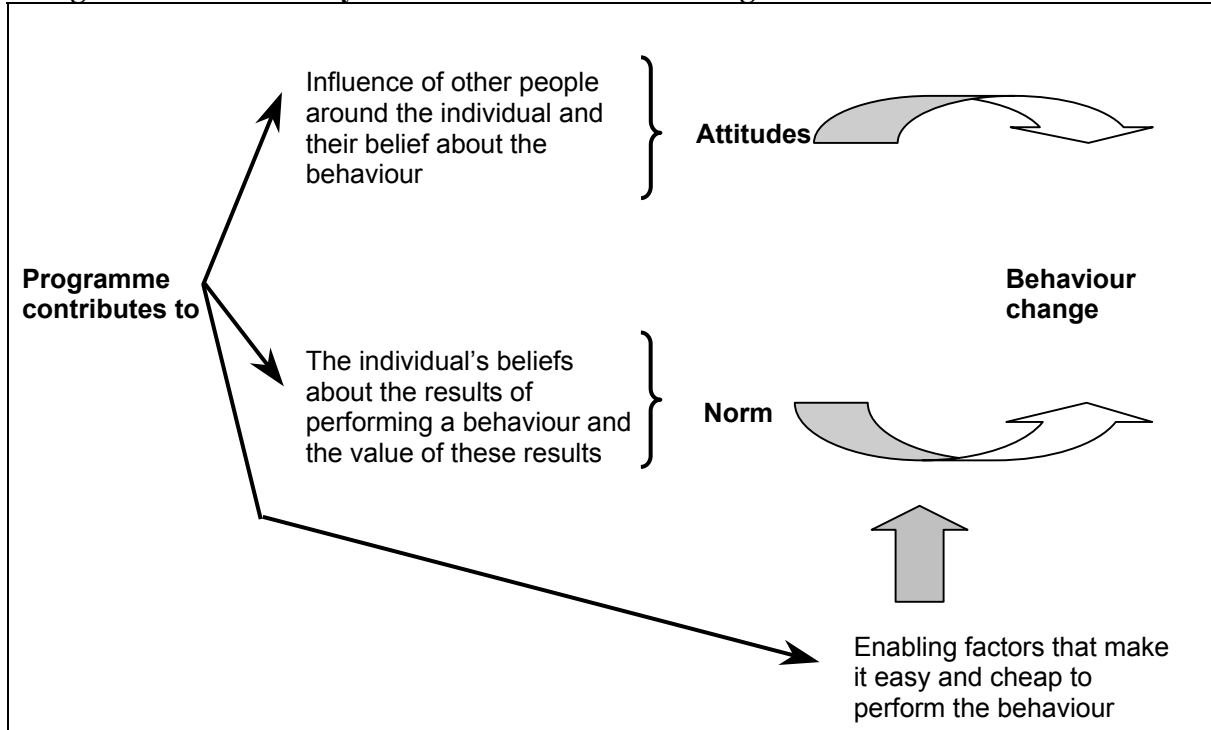 Influence of other people
around the individual and
their belief about the
behaviour
Attitudes
Programme
contributes to
Behaviour
change
The individual’s beliefs
about the results of
performing a behaviour and
the value of these results
Norm
Enabling factors that make
it easy and cheap to
perform the behaviour